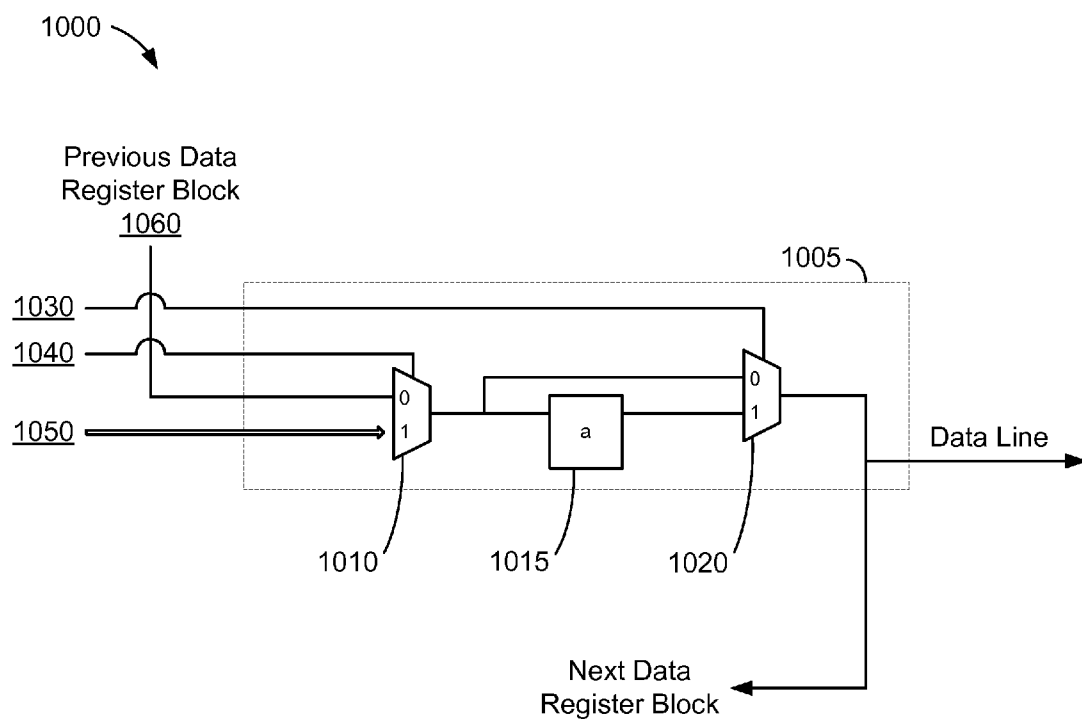 1000
Previous Data
Register Block
1060
1005
1030
1040
0
0
1
1050
1
a
Data Line
1010
1015
1020
Next Data
Register Block